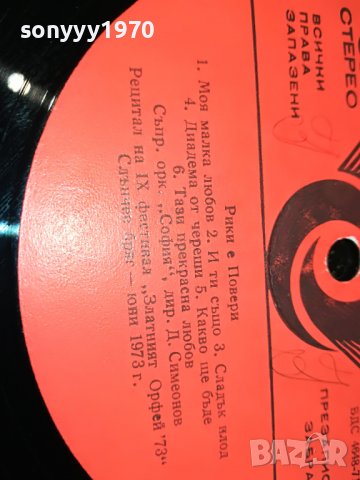 sonyyy1970
СТЕРЕО
ВСИЧКИ
ПРАВА
ЗАПАЗЕНИ
Рики е Повери
1. Моя малка любов 2. И ти също 3. Сладък плод
4. Диадема от череши 5. Какво ще бъде
6. Тази прекрасна любов
Съпр. орк. „София“, дир. Д. Симеонов
Рецитал на IX фестивал „Златният Орфей '73“
Слънчев бряг — юни 1973 г.
БДС
bazar